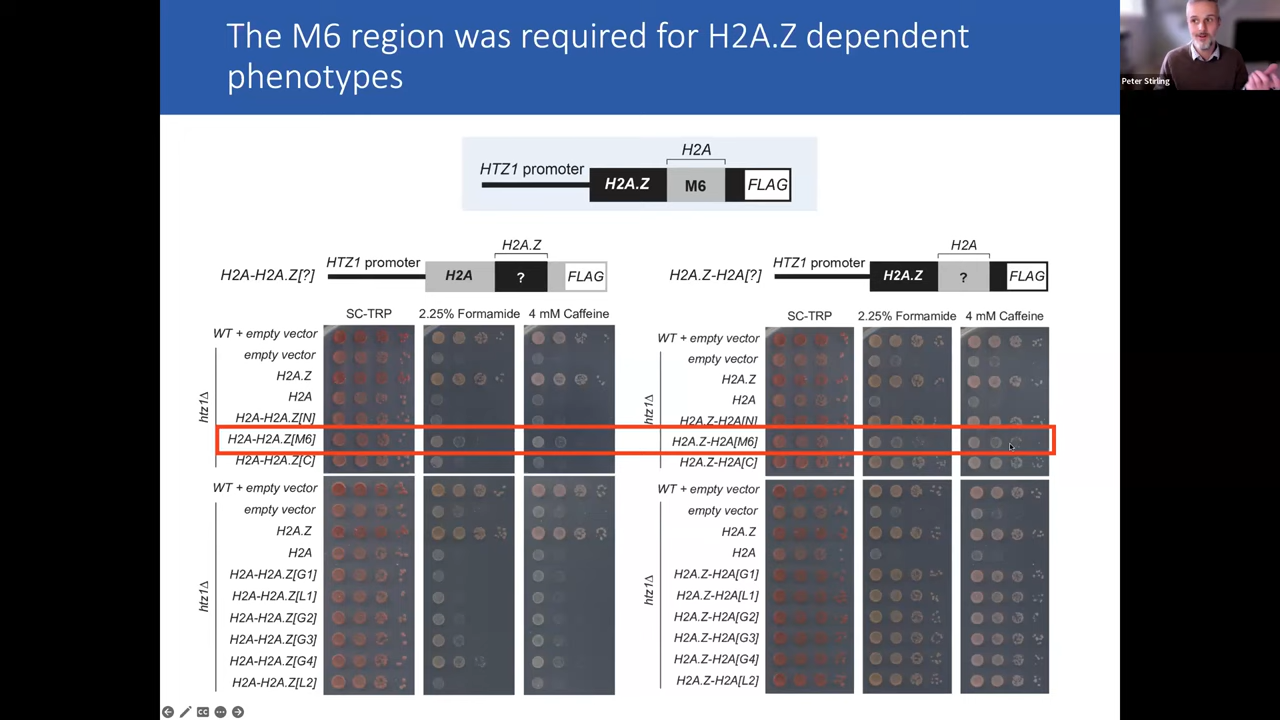 The M6 region was required for H2A.Z dependent
phenotypes
Peter Stirling
H2A
HTZ1 promoter
H2A.Z
M6
FLAG
H2A.Z
H2A-H2A.Z[?]
HTZ1 promoter
H2A
?
FLAG
SC-TRP
2.25% Formamide
4 mM Caffeine
WT + empty vector
empty vector
H2A.Z
H2A
H2A-H2A.Z[N]
H2A-H2A.Z[M6]
H2A-H2A.Z[C]
htz1Δ
WT + empty vector
empty vector
H2A.Z
H2A
H2A-H2A.Z[G1]
H2A-H2A.Z[L1]
H2A-H2A.Z[G2]
H2A-H2A.Z[G3]
H2A-H2A.Z[G4]
H2A-H2A.Z[L2]
htz1Δ
H2A
H2A.Z-H2A[?]
HTZ1 promoter
H2A.Z
?
FLAG
SC-TRP
2.25% Formamide
4 mM Caffeine
WT + empty vector
empty vector
H2A.Z
H2A
H2A.Z-H2A[N]
H2A.Z-H2A[M6]
H2A.Z-H2A[C]
htz1Δ
WT + empty vector
empty vector
H2A.Z
H2A
H2A.Z-H2A[G1]
H2A.Z-H2A[L1]
H2A.Z-H2A[G2]
H2A.Z-H2A[G3]
H2A.Z-H2A[G4]
H2A.Z-H2A[L2]
htz1Δ